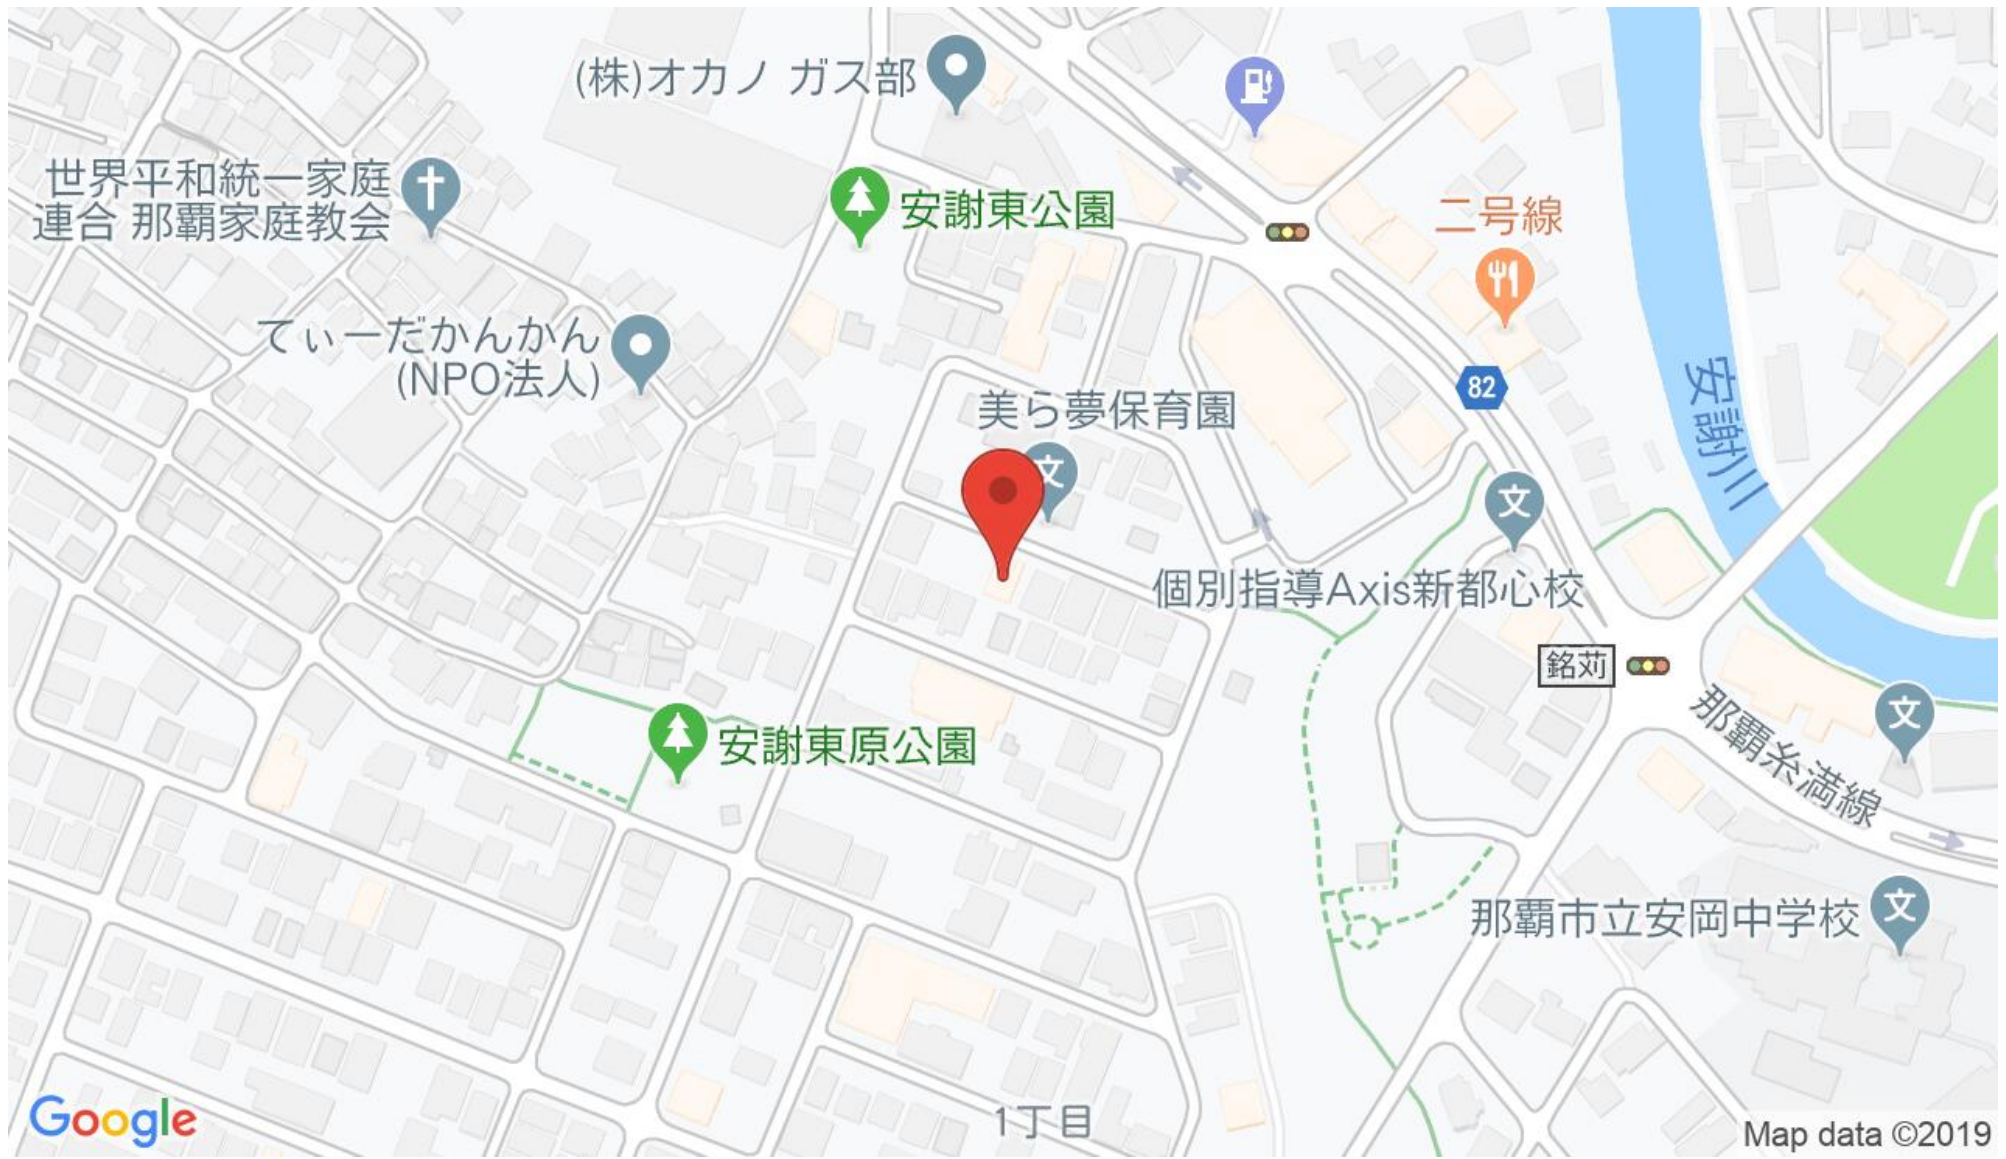 (株)オカノ ガス部
世界平和統一家庭
連合 那覇家庭教会
安謝東公園
二号線
てぃーだかんかん
(NPO法人)
82
美ら夢保育園
文
安謝川
文
個別指導Axis新都心校
銘苅
文
那覇糸満線
安謝東原公園
那覇市立安岡中学校
文
1丁目
Google
Map data ©2019